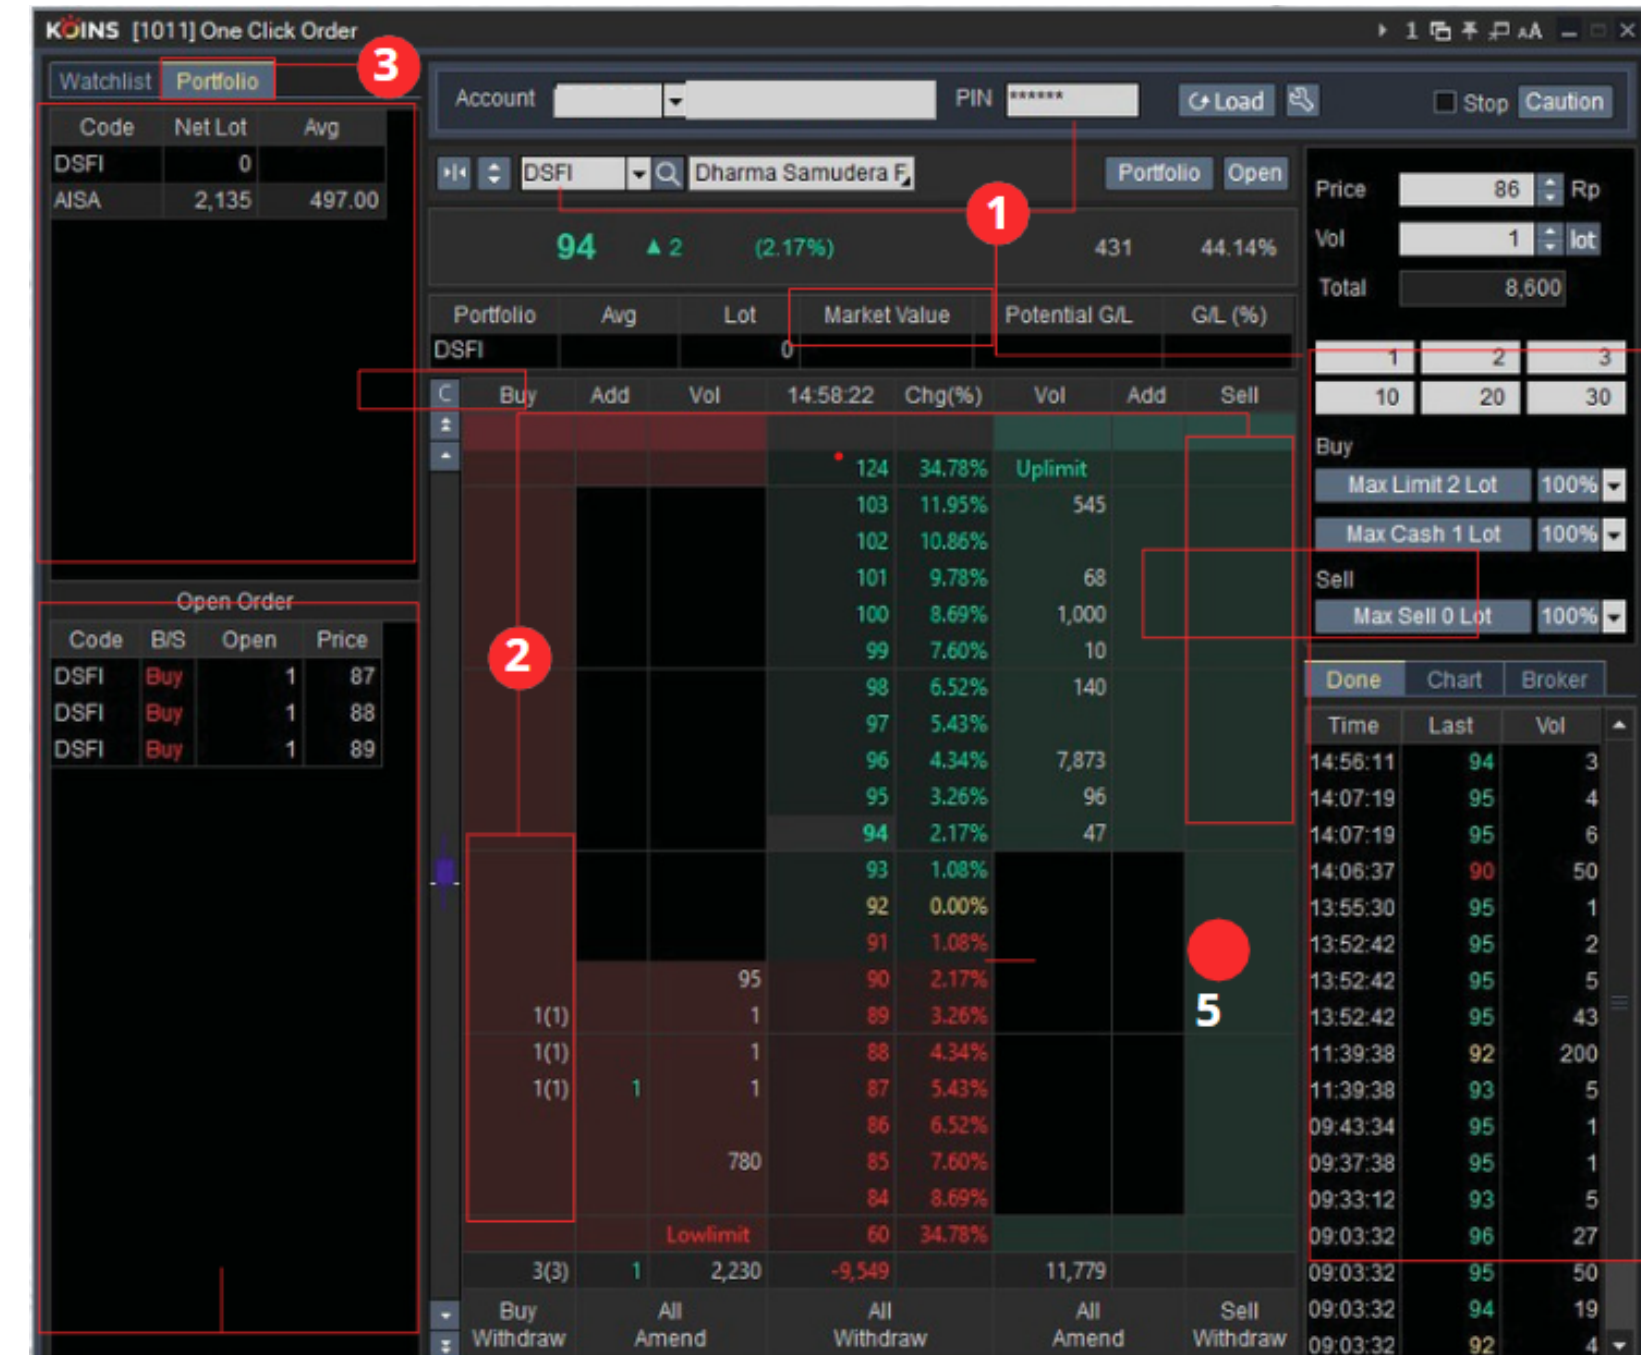 KOINS [1011] One Click Order
1
Watchlist Portfolio 3
Code Net Lot Avg
DSFI 0
AISA 2,135 497.00
Open Order
Code B/S Open Price
DSFI Buy 1 87
DSFI Buy 1 88
DSFI Buy 1 89
Account PIN ****** Load Stop Caution
DSFI Dharma Samudera F Portfolio Open
1
94 ▲ 2 (2.17%) 431 44.14%
Portfolio Avg Lot Market Value Potential G/L G/L (%)
DSFI 0
C Buy Add Vol 14:58:22 Chg(%) Vol Add Sell
124 34.78% Uplimit
103 11.95% 545
102 10.86%
101 9.78% 68
100 8.69% 1,000
99 7.60% 10
2
98 6.52% 140
97 5.43%
96 4.34% 7,873
95 3.26% 96
94 2.17% 47
93 1.08%
92 0.00%
91 1.08%
95 90 2.17%
1(1) 1 89 3.26% 5
1(1) 1 88 4.34%
1(1) 1 1 87 5.43%
86 6.52%
780 85 7.60%
84 8.69%
Lowlimit 60 34.78%
3(3) 1 2,230 -9,549 11,779
Buy All All All Sell
Withdraw Amend Withdraw Amend Withdraw
Price 86 Rp
Vol 1 lot
Total 8,600
1 2 3
10 20 30
Buy
Max Limit 2 Lot 100%
Max Cash 1 Lot 100%
Sell
Max Sell 0 Lot 100%
Done Chart Broker
Time Last Vol
14:56:11 94 3
14:07:19 95 4
14:07:19 95 6
14:06:37 90 50
13:55:30 95 1
13:52:42 95 2
13:52:42 95 5
13:52:42 95 43
11:39:38 92 200
11:39:38 93 5
09:43:34 95 1
09:37:38 95 1
09:33:12 93 5
09:03:32 96 27
09:03:32 95 50
09:03:32 94 19
09:03:32 92 4